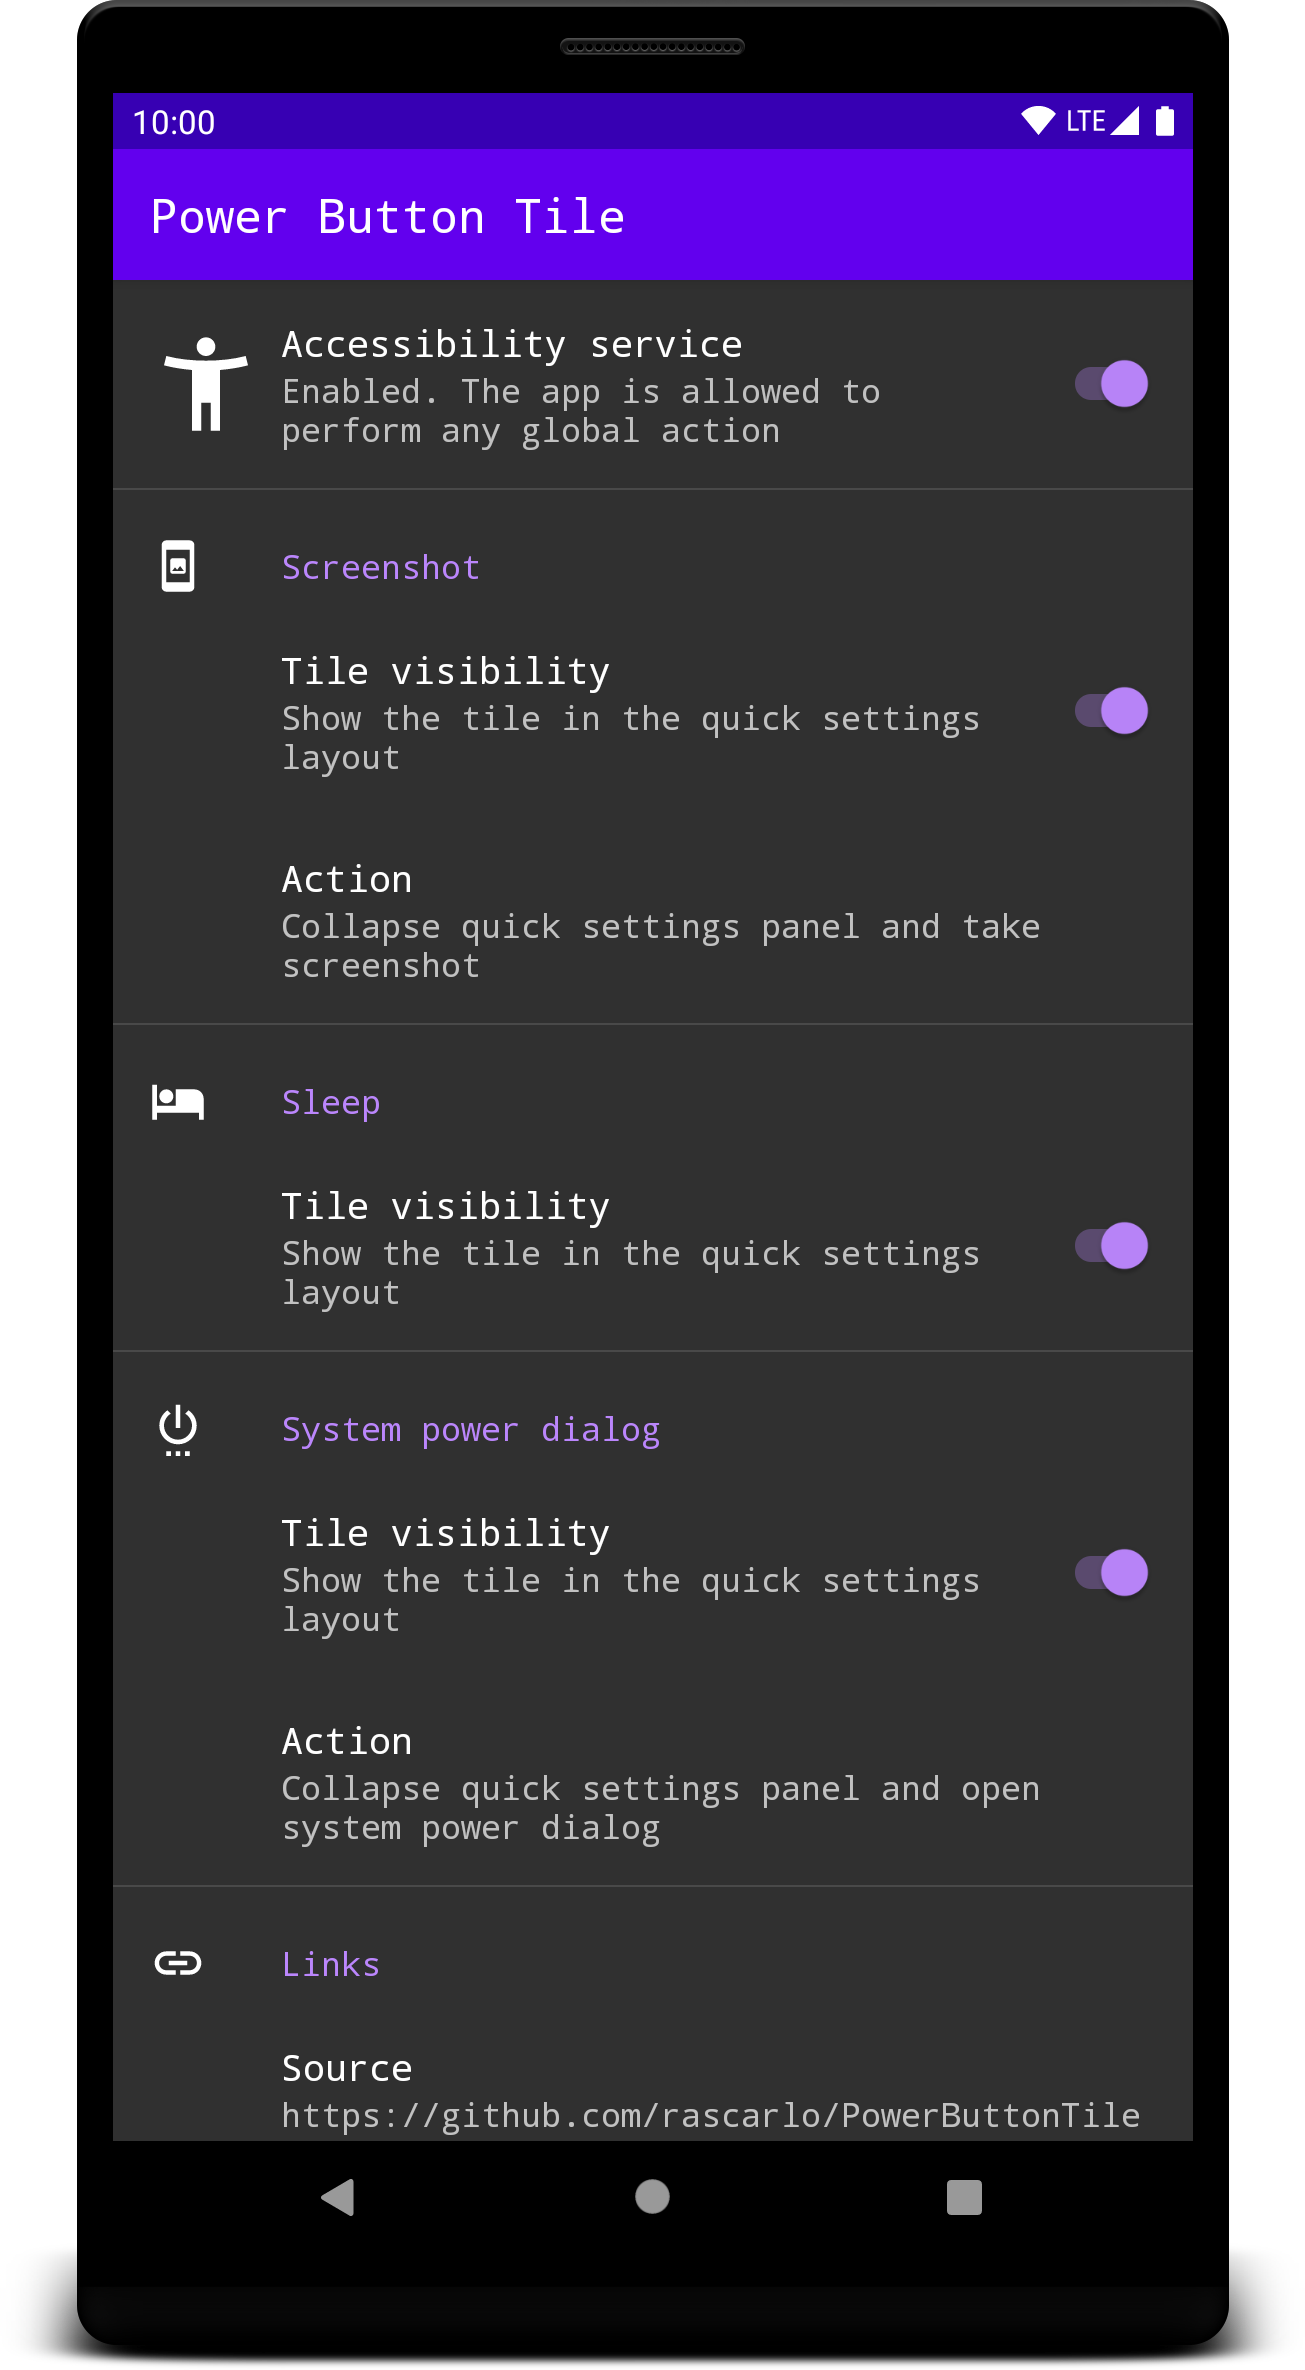 10:00
LTE
Power Button Tile
Accessibility service
Enabled. The app is allowed to
perform any global action
Screenshot
Tile visibility
Show the tile in the quick settings
layout
Action
Collapse quick settings panel and take
screenshot
Sleep
Tile visibility
Show the tile in the quick settings
layout
System power dialog
Tile visibility
Show the tile in the quick settings
layout
Action
Collapse quick settings panel and open
system power dialog
Links
Source
https://github.com/rascarlo/PowerButtonTile